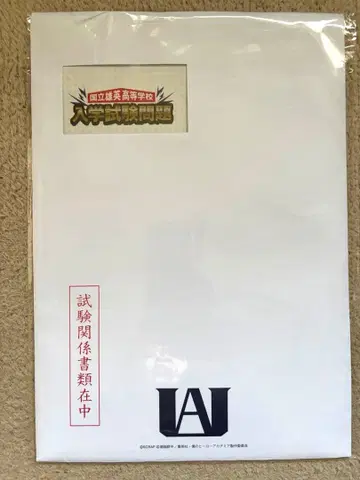 国立雄英高等学校
入学試験問題
試験関係書類在中
UA